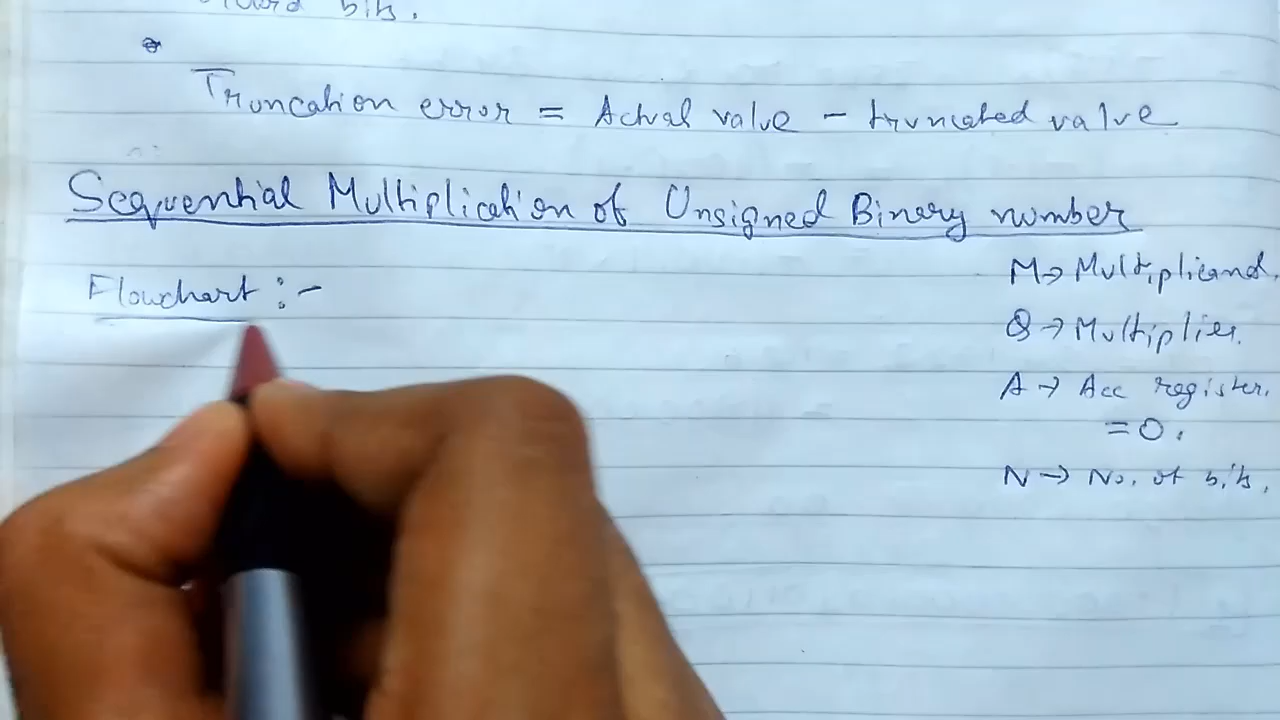 bits.
Truncation error = Actual value - truncated value
Sequential Multiplication of Unsigned Binary number
Flowchart :-
M → Multiplicand.
Q → Multiplier.
A → Acc register.
= 0.
N → No. of bits.